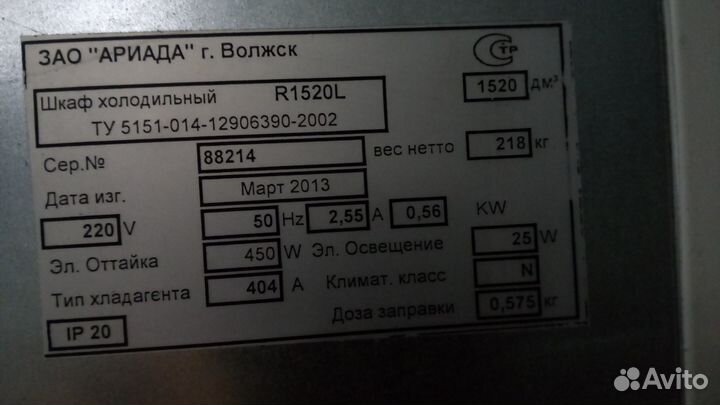 ЗАО "АРИАДА" г. Волжск
СТР
Шкаф холодильный R1520L 1520 дм³
ТУ 5151-014-12906390-2002
Сер.№ 88214 вес нетто 218 кг
Дата изг. Март 2013
220 V 50 Hz 2,55 А 0,56 KW
Эл. Оттайка 450 W Эл. Освещение 25 W
Тип хладагента 404 А Климат. класс N
IP 20 Доза заправки 0,575 кг
Avito